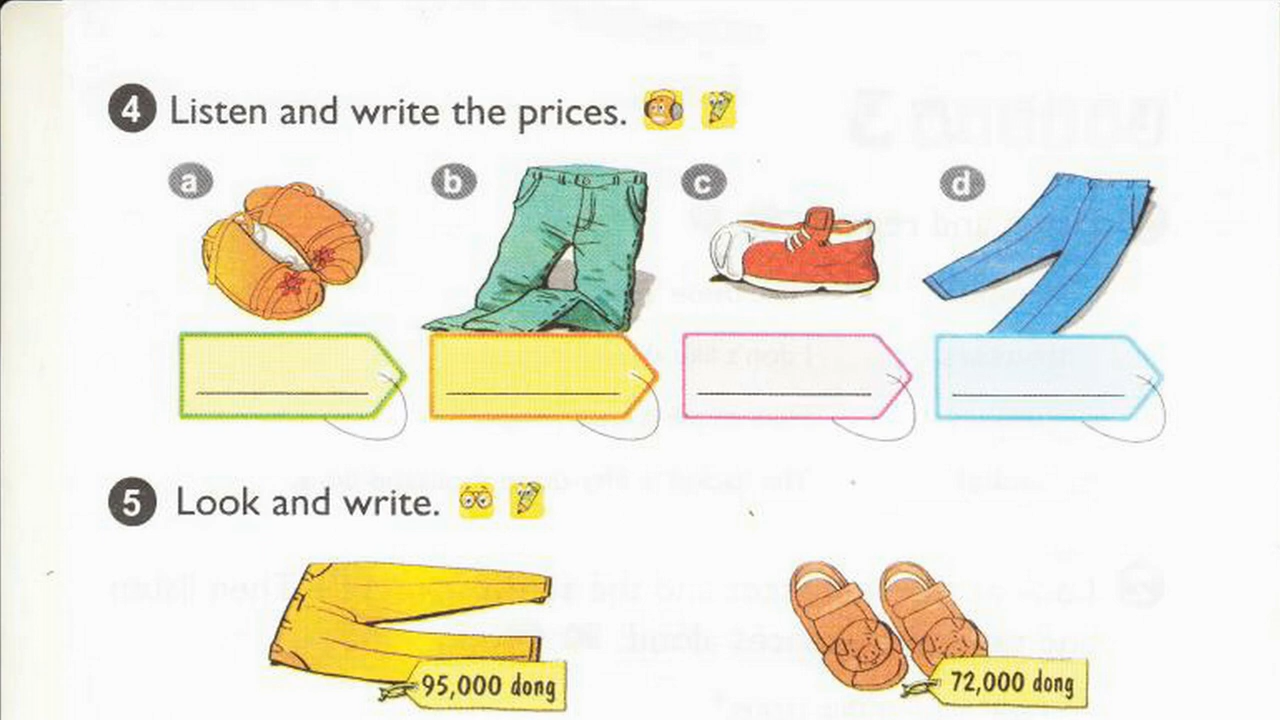 4 Listen and write the prices.
a b c d
5 Look and write.
95,000 dong 72,000 dong